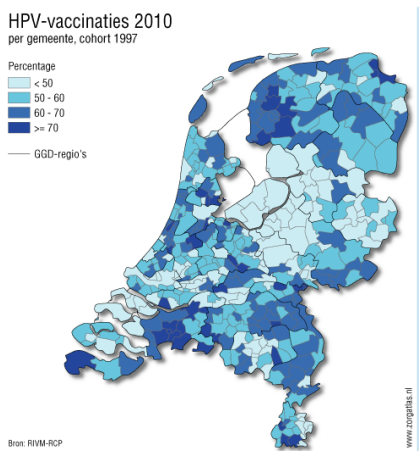 HPV-vaccinaties 2010
per gemeente, cohort 1997
Percentage
< 50
50 - 60
60 - 70
>= 70
GGD-regio's
Bron: RIVM-RCP
www.zorgatlas.nl